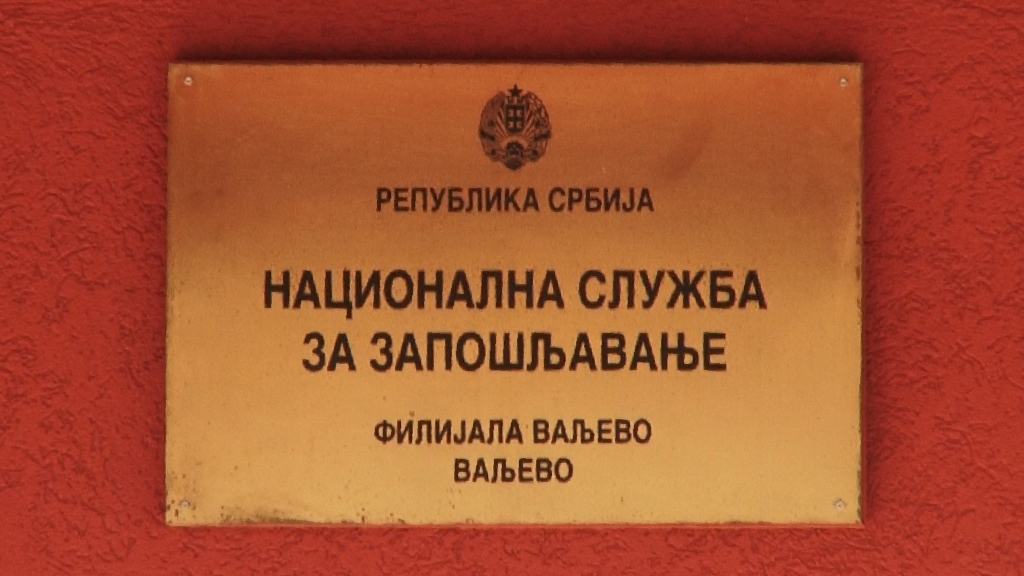 РЕПУБЛИКА СРБИЈА
НАЦИОНАЛНА СЛУЖБА
ЗА ЗАПОШЉАВАЊЕ
ФИЛИЈАЛА ВАЉЕВО
ВАЉЕВО